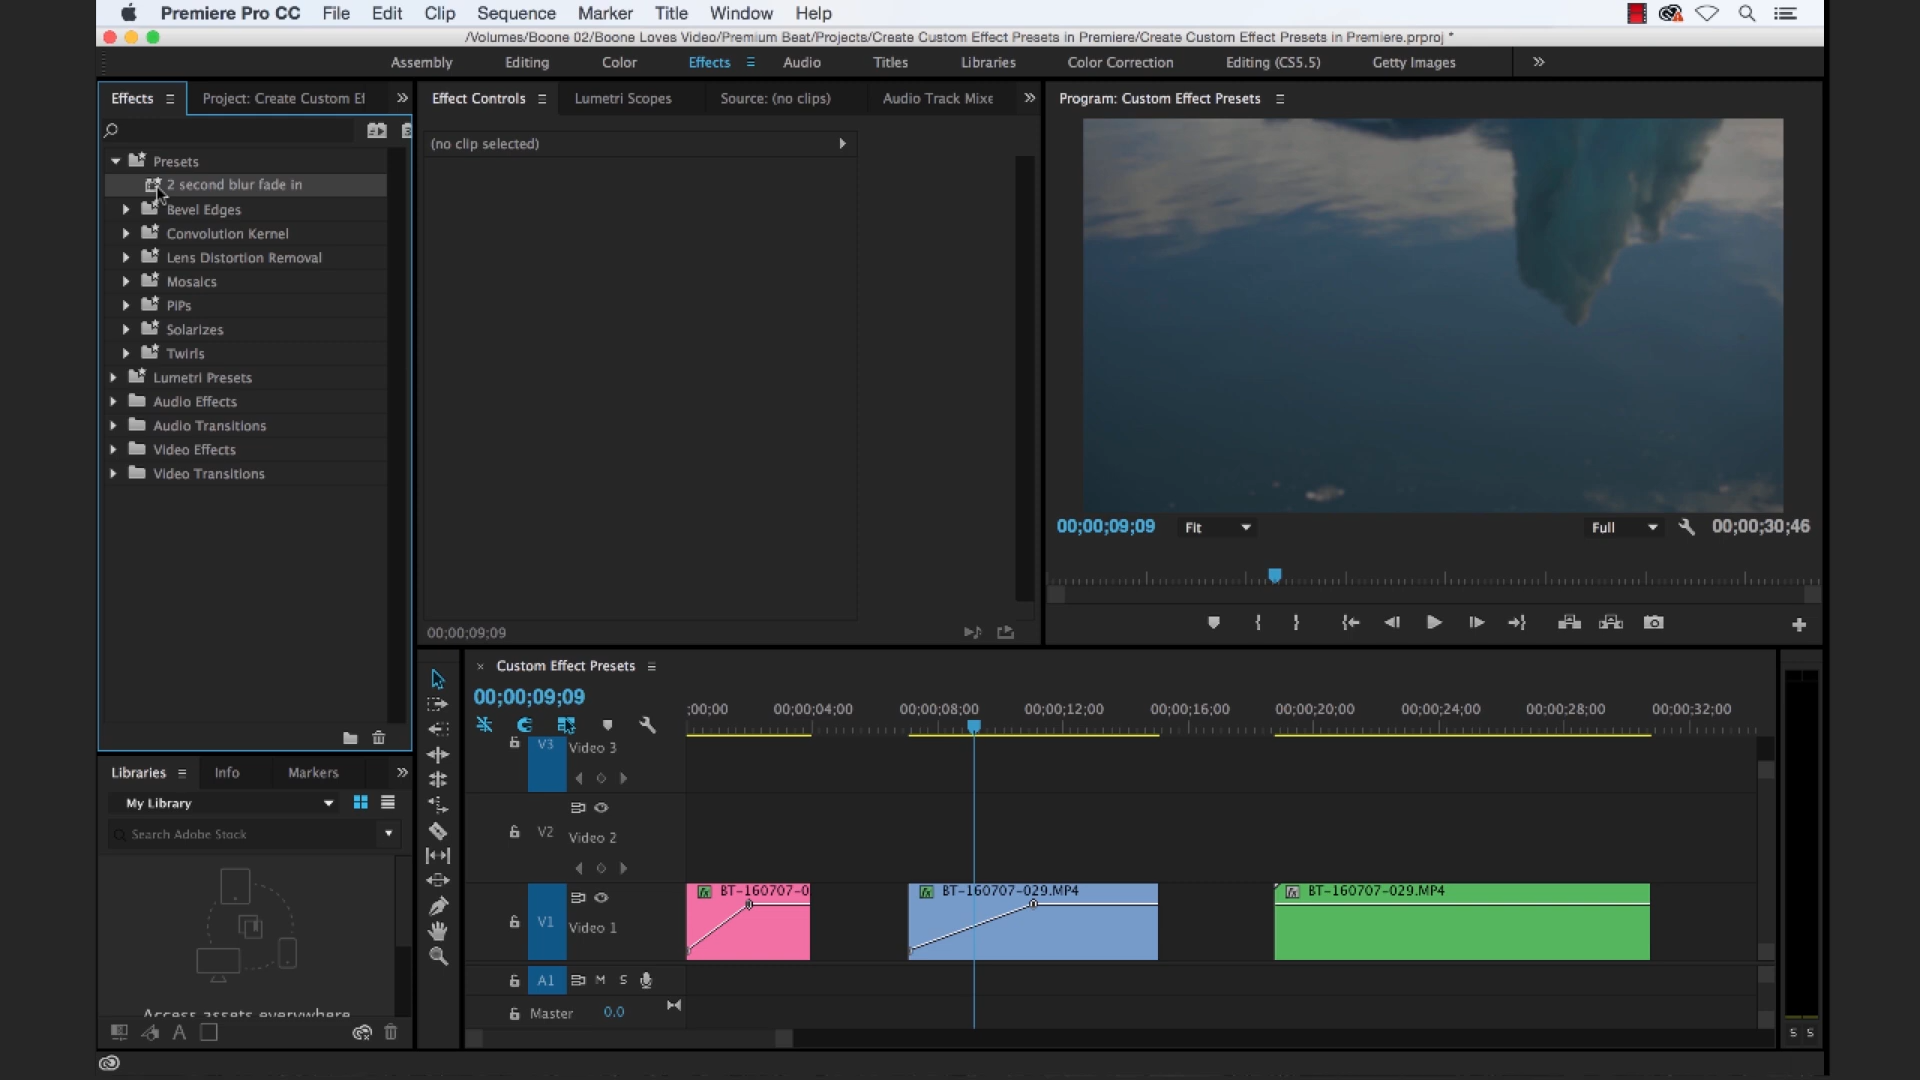 Premiere Pro CC File Edit Clip Sequence Marker Title Window Help
/Volumes/Boone 02/Boone Loves Video/Premium Beat/Projects/Create Custom Effect Presets in Premiere/Create Custom Effect Presets in Premiere.prproj *
Assembly Editing Color Effects Audio Titles Libraries Color Correction Editing (CS5.5) Getty Images
Effects Project: Create Custom Ef
Effect Controls Lumetri Scopes Source: (no clips) Audio Track Mixe
Program: Custom Effect Presets
(no clip selected)
Presets
2 second blur fade in
Bevel Edges
Convolution Kernel
Lens Distortion Removal
Mosaics
PiPs
Solarizes
Twirls
Lumetri Presets
Audio Effects
Audio Transitions
Video Effects
Video Transitions
00;00;09;09 Fit Full 00;00;30;46
00;00;09;09
Custom Effect Presets
00;00;09;09
;00;00 00;00;04;00 00;00;08;00 00;00;12;00 00;00;16;00 00;00;20;00 00;00;24;00 00;00;28;00 00;00;32;00
V3 Video 3
V2 Video 2
V1 Video 1
BT-160707-0 BT-160707-029.MP4 BT-160707-029.MP4
A1 M S
Master 0.0
S S
Libraries Info Markers
My Library
Search Adobe Stock
Access assets everywhere